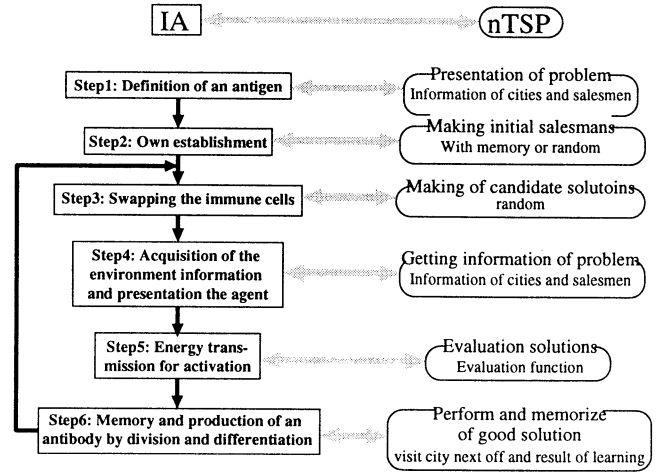 IA
nTSP
Step1: Definition of an antigen
Presentation of problem
Information of cities and salesmen
Step2: Own establishment
Making initial salesmans
With memory or random
Step3: Swapping the immune cells
Making of candidate solutoins
random
Step4: Acquisition of the
environment information
and presentation the agent
Getting information of problem
Information of cities and salesmen
Step5: Energy trans-
mission for activation
Evaluation solutions
Evaluation function
Step6: Memory and production of an
antibody by division and differentiation
Perform and memorize
of good solution
visit city next off and result of learning